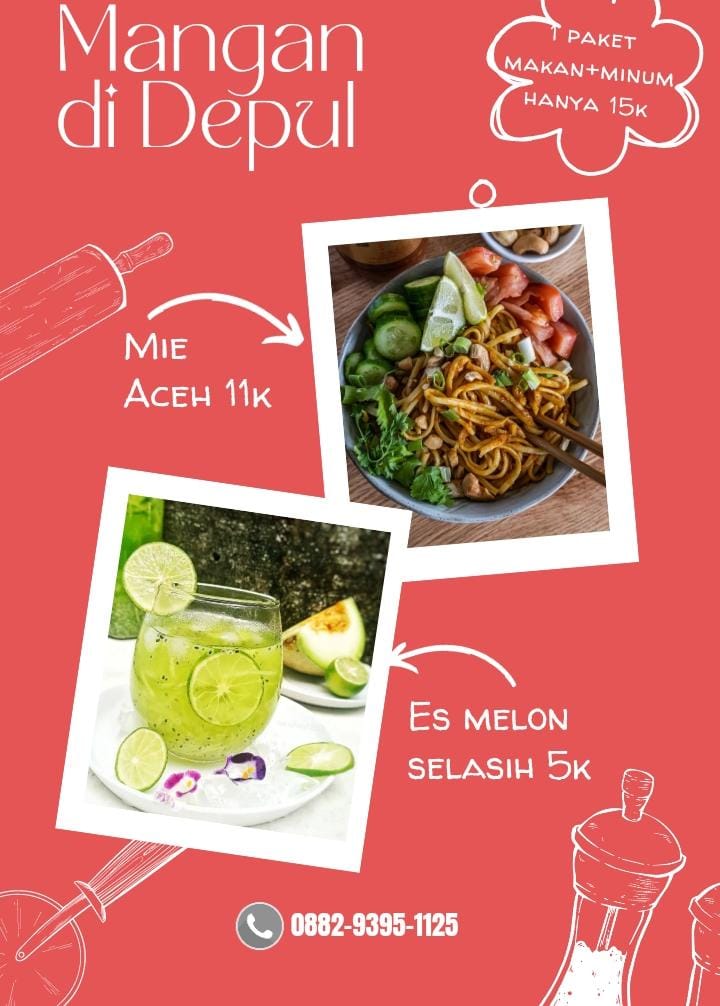 Mangan
di Depul
1 PAKET
MAKAN+MINUM
HANYA 15K
MIE
ACEH 11K
ES MELON
SELASIH 5K
0882-9395-1125